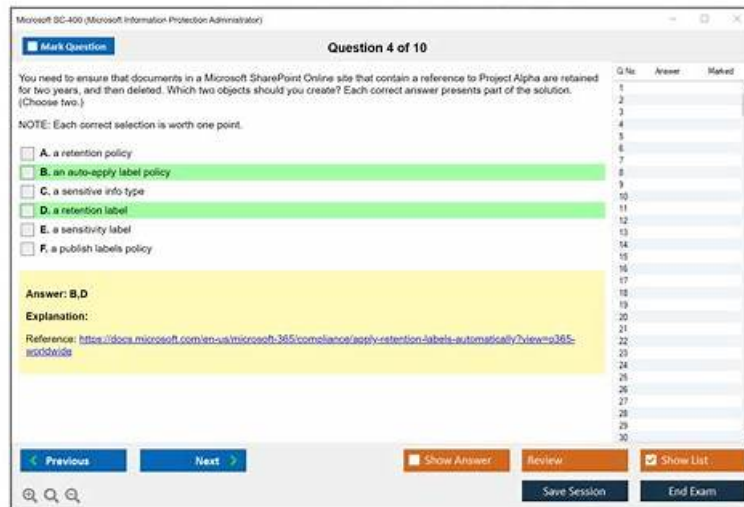 Microsoft SC-400 (Microsoft Information Protection Administrator)
Mark Question
Question 4 of 10
You need to ensure that documents in a Microsoft SharePoint Online site that contain a reference to Project Alpha are retained
for two years, and then deleted. Which two objects should you create? Each correct answer presents part of the solution.
(Choose two.)
NOTE: Each correct selection is worth one point.
A. a retention policy
B. an auto-apply label policy
C. a sensitive info type
D. a retention label
E. a sensitivity label
F. a publish labels policy
Answer: B,D
Explanation:
Reference: https://docs.microsoft.com/en-us/microsoft-365/compliance/apply-retention-labels-automatically?view=o365-
worldwide
Q No. Answer Marked
1
2
3
4
5
6
7
8
9
10
11
12
13
14
15
16
17
18
19
20
21
22
23
24
25
26
27
28
29
30
Previous
Next
Show Answer
Review
Show List
Save Session
End Exam